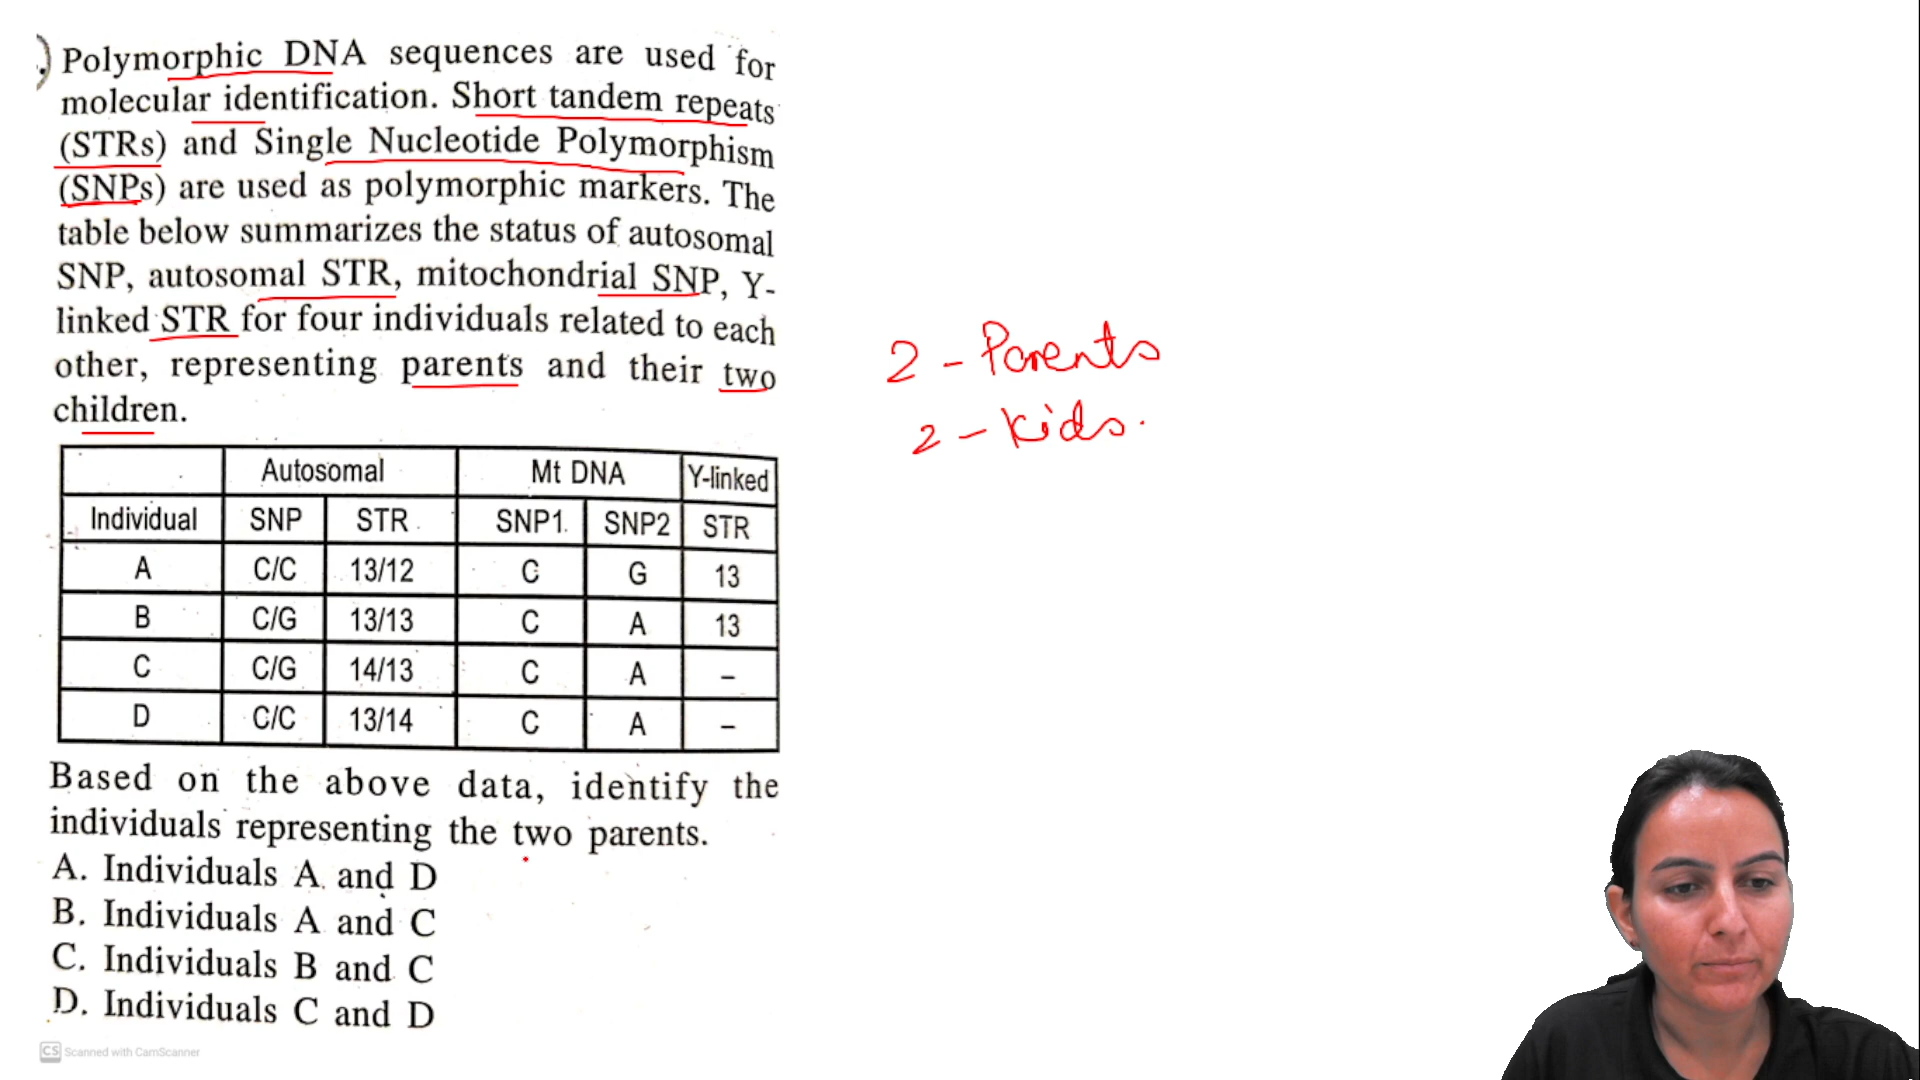 Polymorphic DNA sequences are used for
molecular identification. Short tandem repeats
(STRs) and Single Nucleotide Polymorphism
(SNPs) are used as polymorphic markers. The
table below summarizes the status of autosomal
SNP, autosomal STR, mitochondrial SNP, Y-
linked STR for four individuals related to each
other, representing parents and their two
children.
Autosomal Mt DNA Y-linked
Individual SNP STR SNP1 SNP2 STR
A C/C 13/12 C G 13
B C/G 13/13 C A 13
C C/G 14/13 C A –
D C/C 13/14 C A –
Based on the above data, identify the
individuals representing the two parents.
A. Individuals A and D
B. Individuals A and C
C. Individuals B and C
D. Individuals C and D
CS Scanned with CamScanner
2 - Parents
2 - Kids.